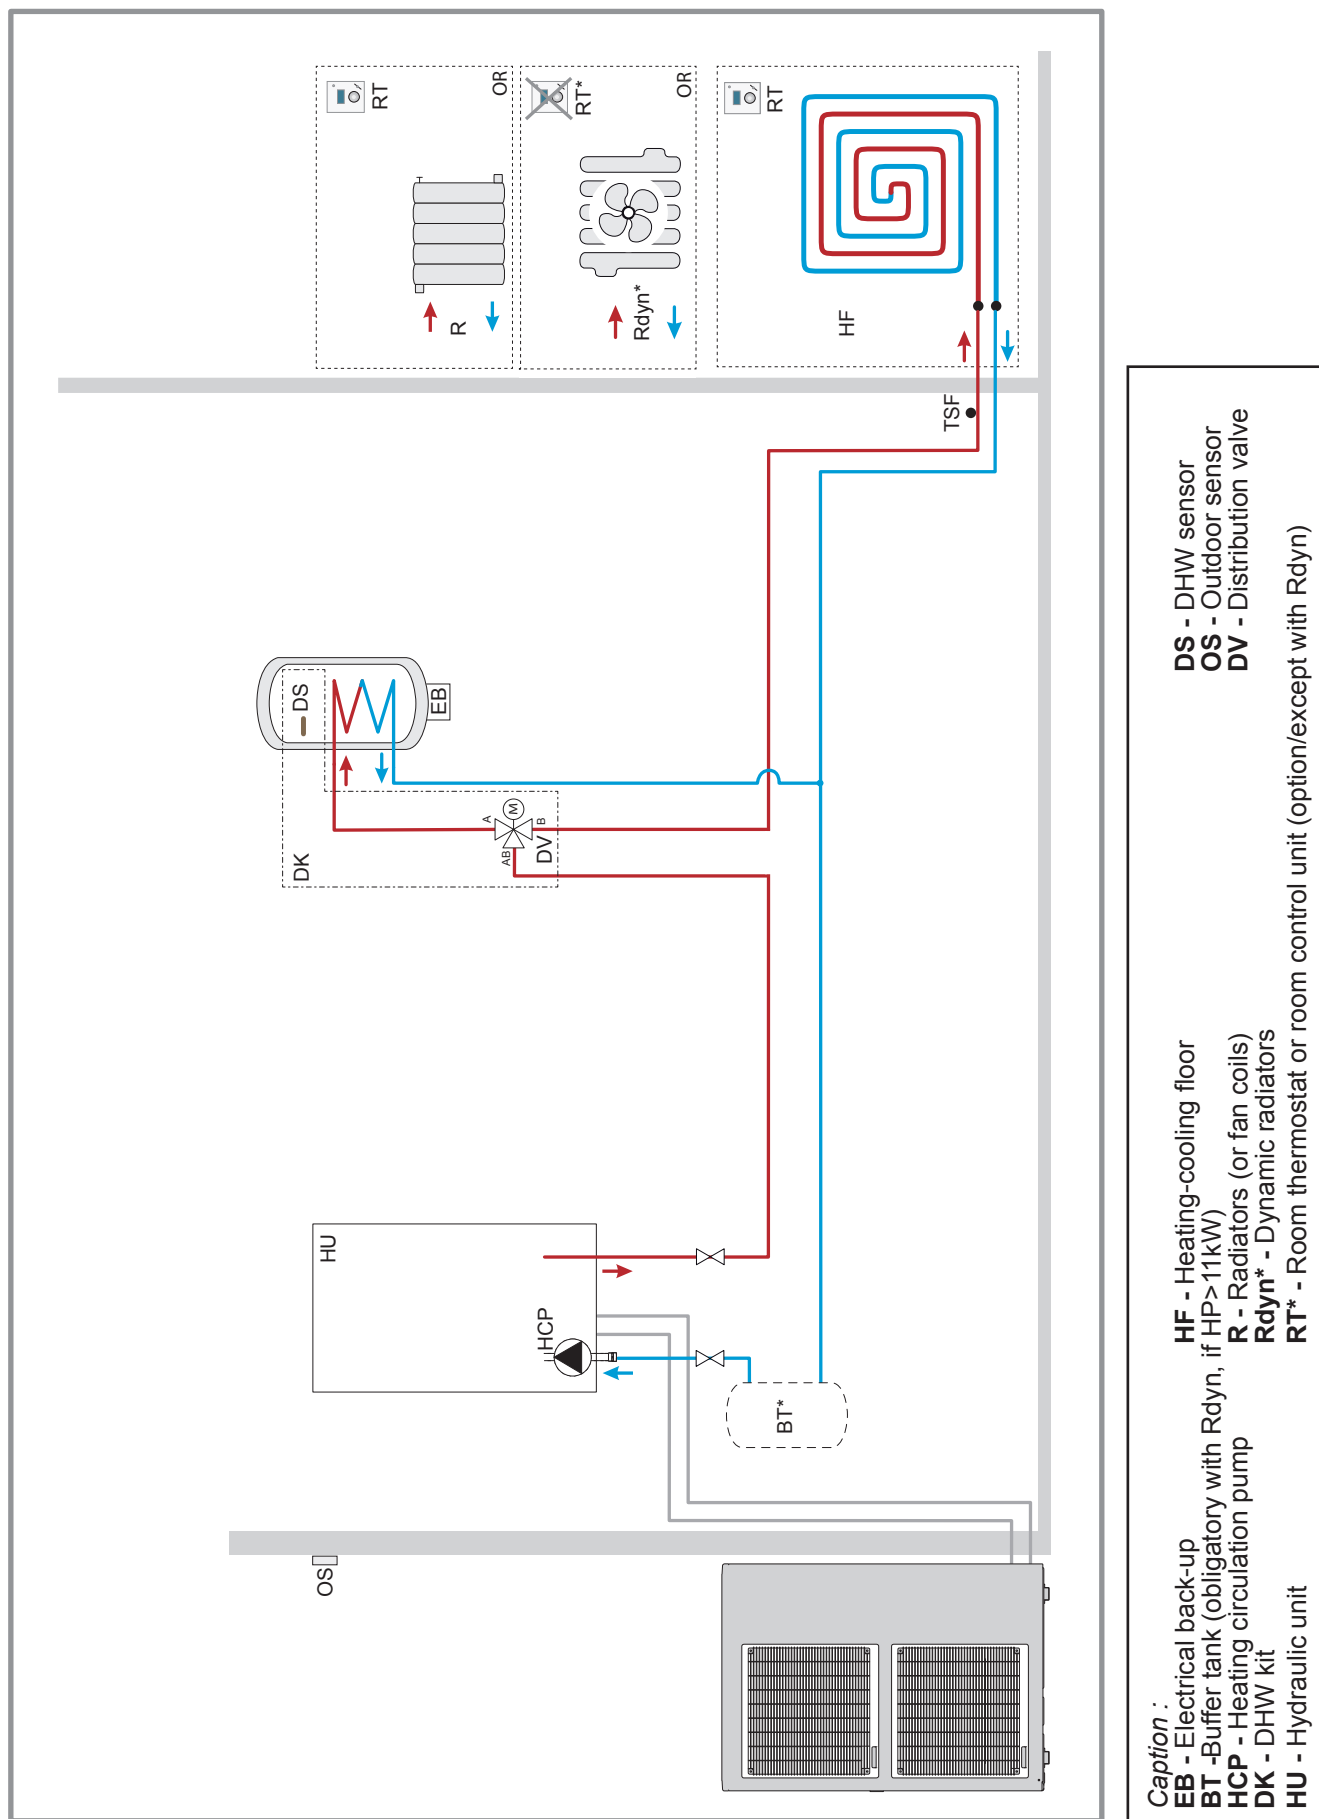 RT
OR
R
RT*
OR
Rdyn*
RT
HF
TSF
DS
EB
DK
A
M
AB
B
DV
HU
HCP
BT*
OS
Caption :
EB - Electrical back-up
BT -Buffer tank (obligatory with Rdyn, if HP>11kW)
HCP - Heating circulation pump
DK - DHW kit
HU - Hydraulic unit
HF - Heating-cooling floor
R - Radiators (or fan coils)
Rdyn* - Dynamic radiators
RT* - Room thermostat or room control unit (option/except with Rdyn)
DS - DHW sensor
OS - Outdoor sensor
DV - Distribution valve